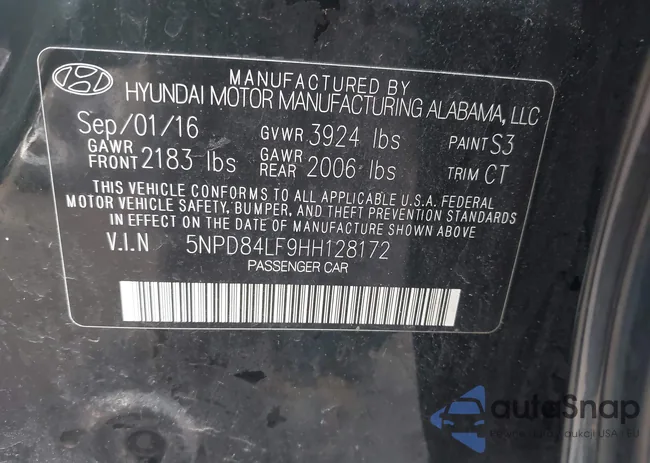 MANUFACTURED BY
HYUNDAI MOTOR MANUFACTURING ALABAMA, LLC
Sep/01/16 GVWR 3924 lbs PAINT S3
GAWR FRONT 2183 lbs GAWR REAR 2006 lbs TRIM CT
THIS VEHICLE CONFORMS TO ALL APPLICABLE U.S.A. FEDERAL
MOTOR VEHICLE SAFETY, BUMPER, AND THEFT PREVENTION STANDARDS
IN EFFECT ON THE DATE OF MANUFACTURE SHOWN ABOVE.
V.I.N 5NPD84LF9HH128172
PASSENGER CAR
autoSnap
USA
EU